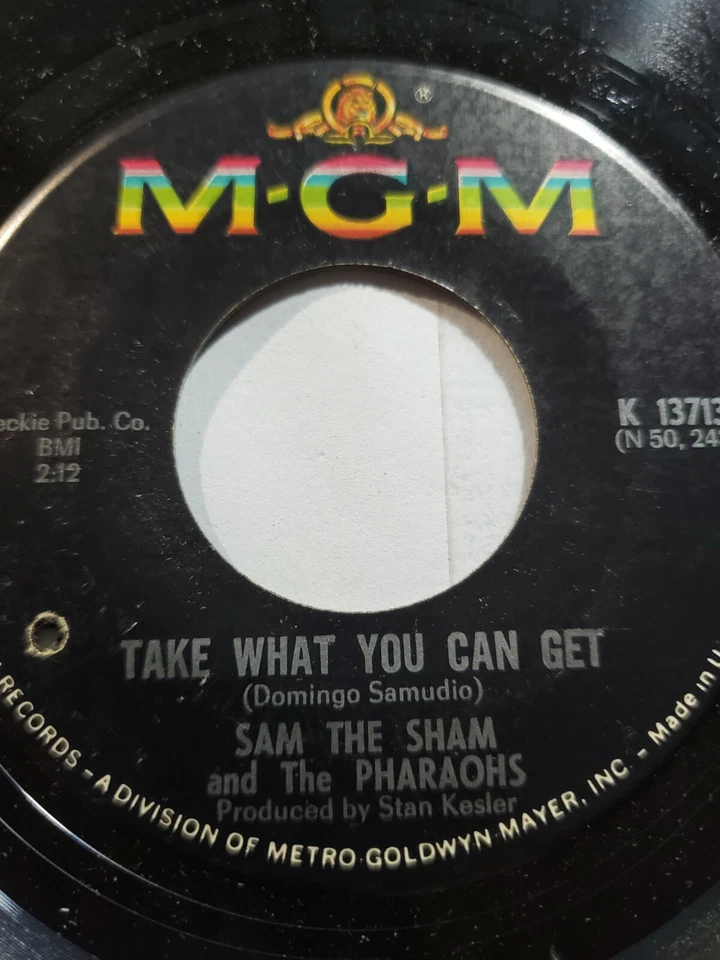 ®
M-G-M
Pub. Co.
BMI
2:12
K 13713
(N 50, 24
TAKE WHAT YOU CAN GET
(Domingo Samudio)
SAM THE SHAM
and The PHARAOHS
Produced by Stan Kesler
RECORDS - A DIVISION OF METRO-GOLDWYN-MAYER, INC. - Made in U